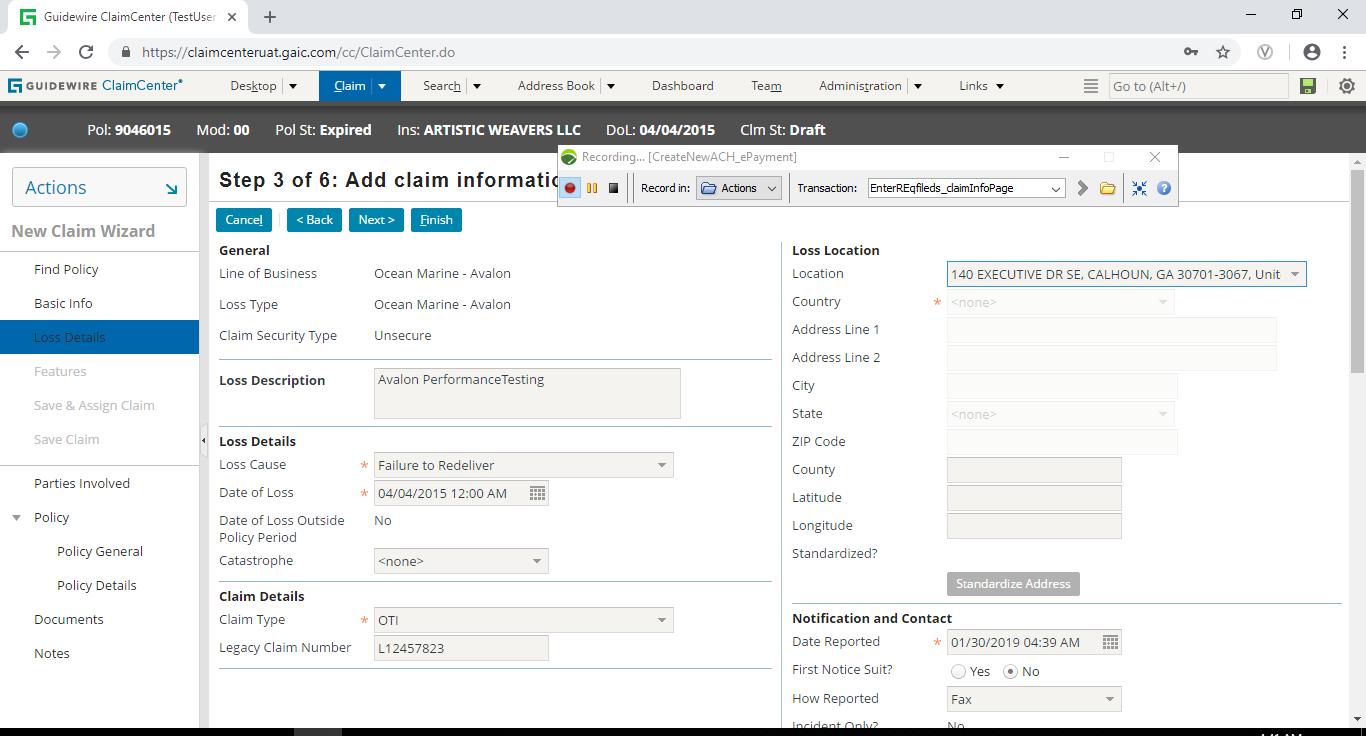 Guidewire ClaimCenter (TestUser
https://claimcenteruat.gaic.com/cc/ClaimCenter.do
GUIDEWIRE ClaimCenter® Desktop Claim Search Address Book Dashboard Team Administration Links Go to (Alt+/)
Pol: 9046015 Mod: 00 Pol St: Expired Ins: ARTISTIC WEAVERS LLC DoL: 04/04/2015 Clm St: Draft
Recording... [CreateNewACH_ePayment]
Record in: Actions Transaction: EnterREqfileds_claimInfoPage
Actions
New Claim Wizard
Find Policy
Basic Info
Loss Details
Features
Save & Assign Claim
Save Claim
Parties Involved
Policy
Policy General
Policy Details
Documents
Notes
Step 3 of 6: Add claim informatio
Cancel < Back Next > Finish
General
Line of Business Ocean Marine - Avalon
Loss Type Ocean Marine - Avalon
Claim Security Type Unsecure
Loss Description Avalon PerformanceTesting
Loss Details
Loss Cause * Failure to Redeliver
Date of Loss * 04/04/2015 12:00 AM
Date of Loss Outside No
Policy Period
Catastrophe <none>
Claim Details
Claim Type * OTI
Legacy Claim Number L12457823
Loss Location
Location 140 EXECUTIVE DR SE, CALHOUN, GA 30701-3067, Unit
Country * <none>
Address Line 1
Address Line 2
City
State <none>
ZIP Code
County
Latitude
Longitude
Standardized?
Standardize Address
Notification and Contact
Date Reported * 01/30/2019 04:39 AM
First Notice Suit? Yes No
How Reported Fax
Incident Only? No